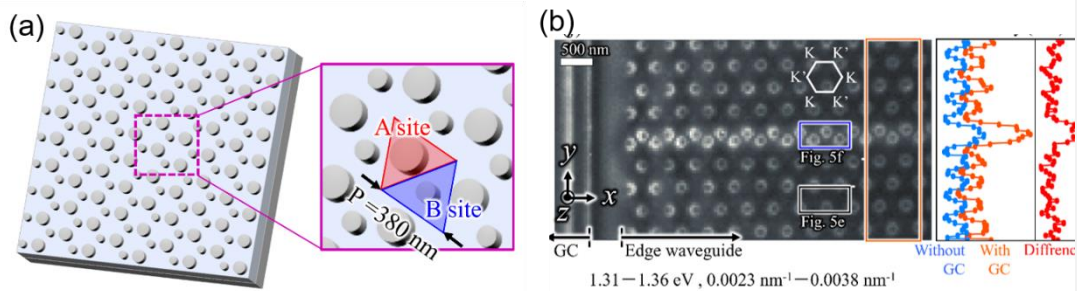 (a)
A site
B site
P =380 nm
(b)
500 nm
K K'
K' K
K K'
Fig. 5f
Fig. 5e
y
z x
GC
Edge waveguide
Without GC
With GC
Diffrenc
1.31−1.36 eV , 0.0023 nm⁻¹−0.0038 nm⁻¹